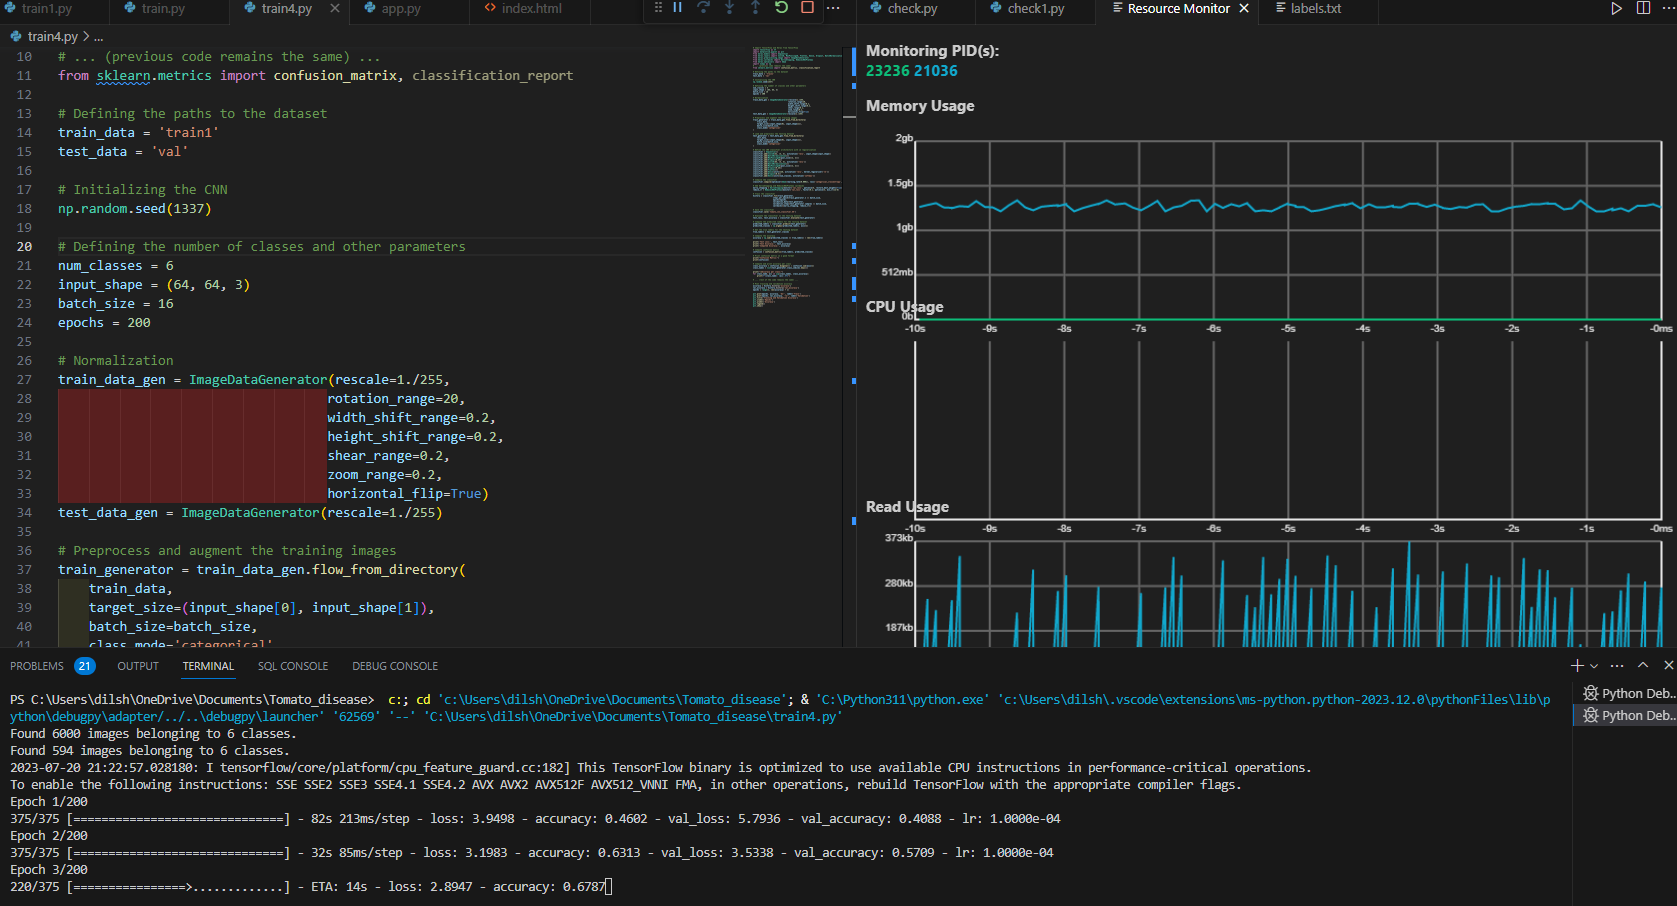 train1.py train.py train4.py app.py index.html check.py check1.py Resource Monitor labels.txt
train4.py > ...
10 # ... (previous code remains the same) ...
11 from sklearn.metrics import confusion_matrix, classification_report
12
13 # Defining the paths to the dataset
14 train_data = 'train1'
15 test_data = 'val'
16
17 # Initializing the CNN
18 np.random.seed(1337)
19
20 # Defining the number of classes and other parameters
21 num_classes = 6
22 input_shape = (64, 64, 3)
23 batch_size = 16
24 epochs = 200
25
26 # Normalization
27 train_data_gen = ImageDataGenerator(rescale=1./255,
28 rotation_range=20,
29 width_shift_range=0.2,
30 height_shift_range=0.2,
31 shear_range=0.2,
32 zoom_range=0.2,
33 horizontal_flip=True)
34 test_data_gen = ImageDataGenerator(rescale=1./255)
35
36 # Preprocess and augment the training images
37 train_generator = train_data_gen.flow_from_directory(
38 train_data,
39 target_size=(input_shape[0], input_shape[1]),
40 batch_size=batch_size,
41 class_mode='categorical'
Monitoring PID(s):
23236 21036
Memory Usage
2gb
1.5gb
1gb
512mb
0b
-10s -9s -8s -7s -6s -5s -4s -3s -2s -1s -0ms
CPU Usage
-10s -9s -8s -7s -6s -5s -4s -3s -2s -1s -0ms
Read Usage
373kb
280kb
187kb
PROBLEMS 21 OUTPUT TERMINAL SQL CONSOLE DEBUG CONSOLE
PS C:\Users\dilsh\OneDrive\Documents\Tomato_disease> c:; cd 'c:\Users\dilsh\OneDrive\Documents\Tomato_disease'; & 'C:\Python311\python.exe' 'c:\Users\dilsh\.vscode\extensions\ms-python.python-2023.12.0\pythonFiles\lib\p
ython\debugpy\adapter/../..\debugpy\launcher' '62569' '--' 'C:\Users\dilsh\OneDrive\Documents\Tomato_disease\train4.py'
Found 6000 images belonging to 6 classes.
Found 594 images belonging to 6 classes.
2023-07-20 21:22:57.028180: I tensorflow/core/platform/cpu_feature_guard.cc:182] This TensorFlow binary is optimized to use available CPU instructions in performance-critical operations.
To enable the following instructions: SSE SSE2 SSE3 SSE4.1 SSE4.2 AVX AVX2 AVX512F AVX512_VNNI FMA, in other operations, rebuild TensorFlow with the appropriate compiler flags.
Epoch 1/200
375/375 [==============================] - 82s 213ms/step - loss: 3.9498 - accuracy: 0.4602 - val_loss: 5.7936 - val_accuracy: 0.4088 - lr: 1.0000e-04
Epoch 2/200
375/375 [==============================] - 32s 85ms/step - loss: 3.1983 - accuracy: 0.6313 - val_loss: 3.5338 - val_accuracy: 0.5709 - lr: 1.0000e-04
Epoch 3/200
220/375 [================>.............] - ETA: 14s - loss: 2.8947 - accuracy: 0.6787
Python Deb...
Python Deb...